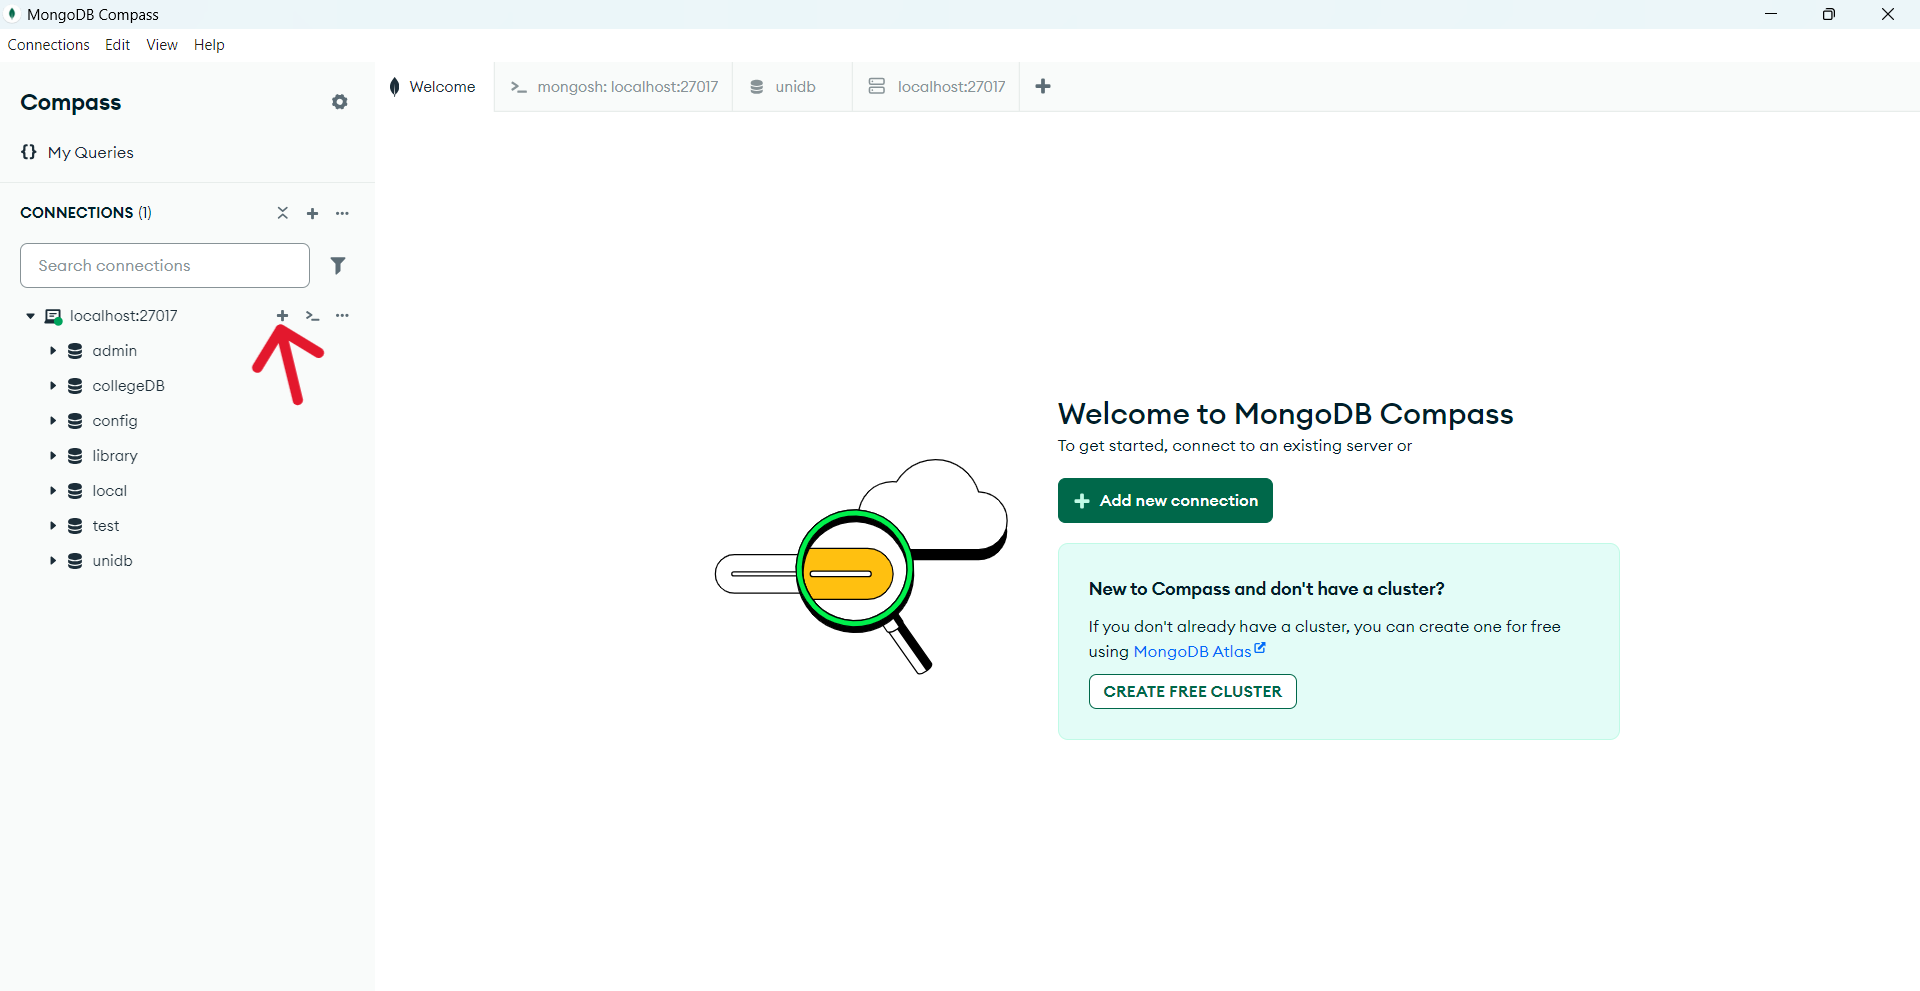 MongoDB Compass
Connections Edit View Help
Compass
{} My Queries
CONNECTIONS (1)
Search connections
localhost:27017
admin
collegeDB
config
library
local
test
unidb
Welcome
>_ mongosh: localhost:27017
unidb
localhost:27017
Welcome to MongoDB Compass
To get started, connect to an existing server or
Add new connection
New to Compass and don't have a cluster?
If you don't already have a cluster, you can create one for free
using MongoDB Atlas
CREATE FREE CLUSTER